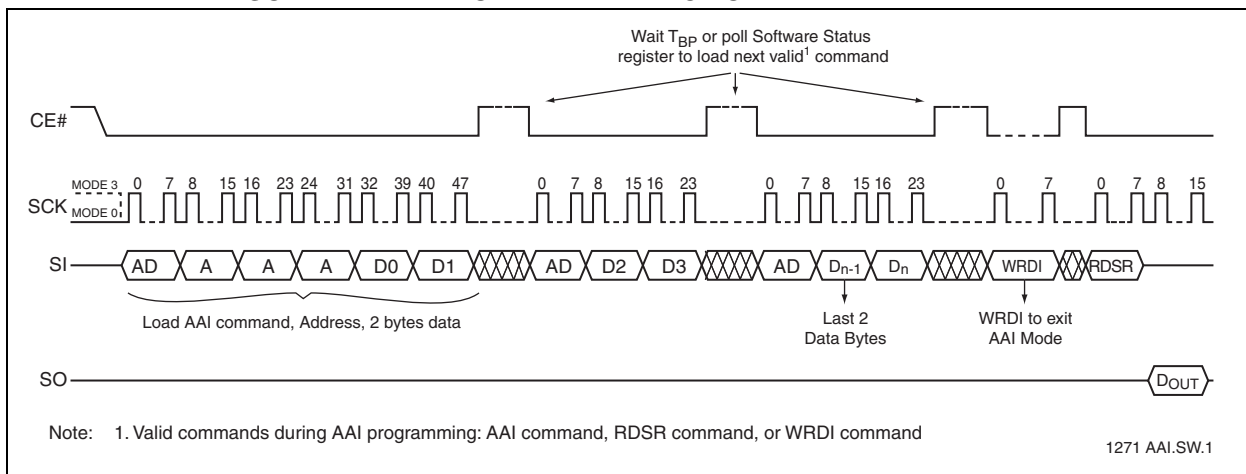 Wait TBP or poll Software Status
register to load next valid1 command
CE#
MODE 3
MODE 0
SCK
0 7 8 15 16 23 24 31 32 39 40 47 0 7 8 15 16 23 0 7 8 15 16 23 0 7 0 7 8 15
SI
AD A A A D0 D1 AD D2 D3 AD Dn-1 Dn WRDI RDSR
Load AAI command, Address, 2 bytes data
Last 2
Data Bytes
WRDI to exit
AAI Mode
SO
DOUT
Note: 1. Valid commands during AAI programming: AAI command, RDSR command, or WRDI command
1271 AAI.SW.1